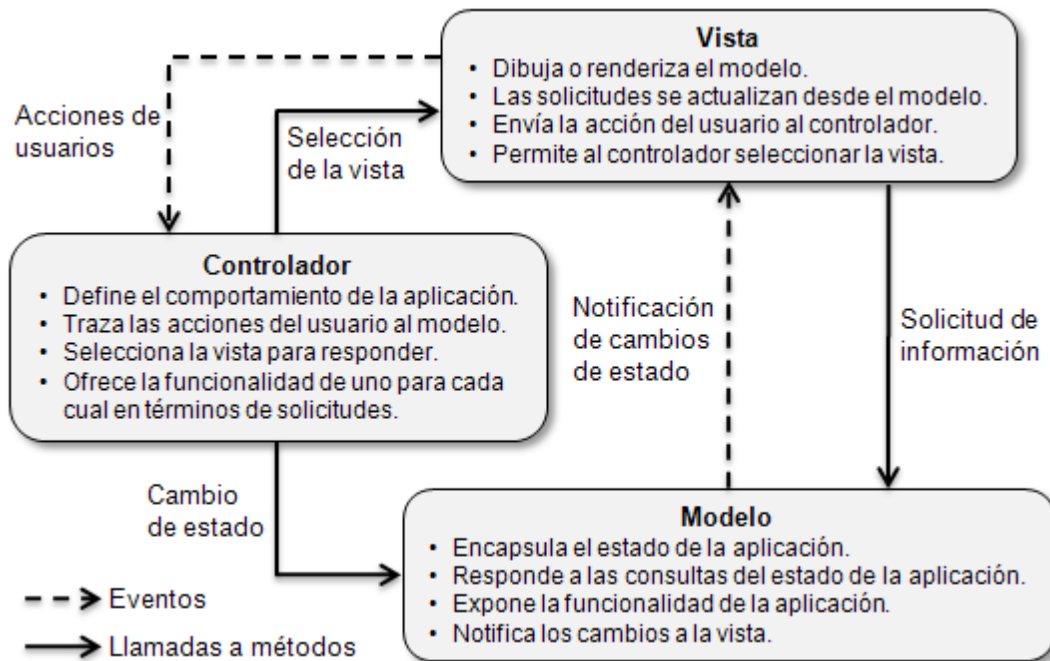 Vista
• Dibuja o renderiza el modelo.
• Las solicitudes se actualizan desde el modelo.
• Envía la acción del usuario al controlador.
• Permite al controlador seleccionar la vista.
Acciones de
usuarios
Selección
de la vista
Controlador
• Define el comportamiento de la aplicación.
• Traza las acciones del usuario al modelo.
• Selecciona la vista para responder.
• Ofrece la funcionalidad de uno para cada
cual en términos de solicitudes.
Notificación
de cambios
de estado
Solicitud de
información
Cambio
de estado
Modelo
• Encapsula el estado de la aplicación.
• Responde a las consultas del estado de la aplicación.
• Expone la funcionalidad de la aplicación.
• Notifica los cambios a la vista.
Eventos
Llamadas a métodos